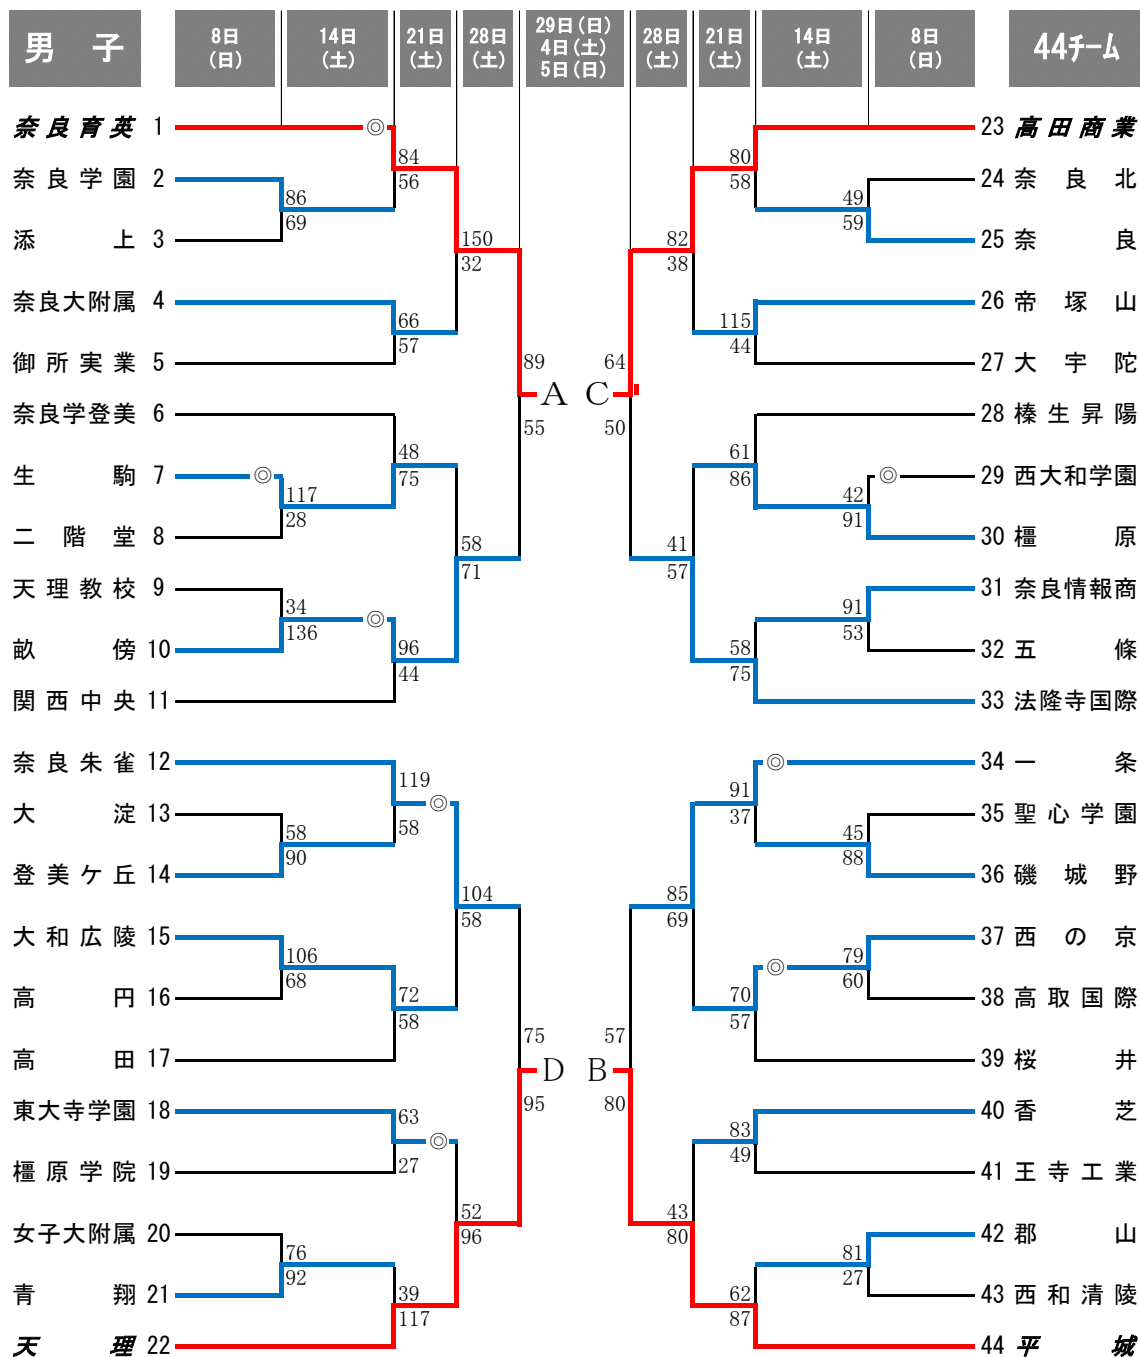 男 子
8日
(日)
14日
(土)
21日
(土)
28日
(土)
29日(日)
4日(土)
5日(日)
28日
(土)
21日
(土)
14日
(土)
8日
(日)
44チーム
奈良育英 1 ◎ 23 高田商業
84 80
56 58
奈良学園 2 24 奈良北
86 49
69 59
添上 3 25 奈良
150 82
32 38
奈良大附属 4 26 帝塚山
66 115
57 44
御所実業 5 27 大宇陀
89 64
A C
55 50
奈良学登美 6 28 榛生昇陽
48 61
75 86
生駒 7 ◎ ◎ 29 西大和学園
117 42
28 91
二階堂 8 30 橿原
58 41
71 57
天理教校 9 31 奈良情報商
34 ◎ 91
136 53
畝傍 10 32 五條
96 58
44 75
関西中央 11 33 法隆寺国際
奈良朱雀 12 ◎ 34 一条
119 ◎ 91
58 37
大淀 13 35 聖心学園
58 45
90 88
登美ケ丘 14 36 磯城野
104 85
58 69
大和広陵 15 37 西の京
106 ◎ 79
68 60
高円 16 38 高取国際
72 70
58 57
高田 17 39 桜井
75 57
D B
95 80
東大寺学園 18 40 香芝
63 ◎ 83
27 49
橿原学院 19 41 王寺工業
52 43
96 80
女子大附属 20 42 郡山
76 81
92 27
青翔 21 43 西和清陵
39 62
117 87
天理 22 44 平城